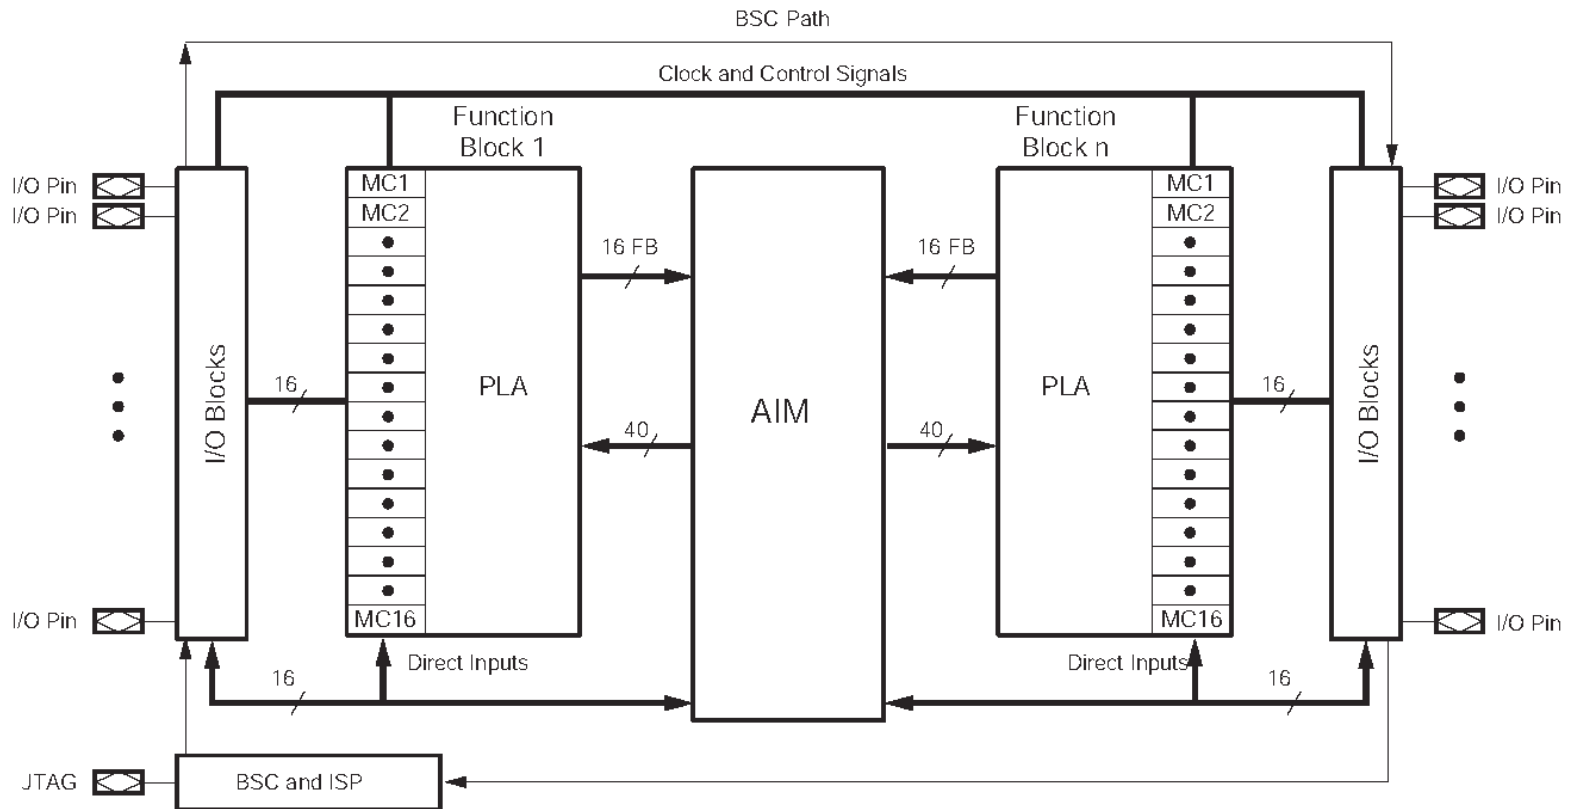 BSC Path
Clock and Control Signals
Function
Block 1
Function
Block n
I/O Pin
MC1
MC1
I/O Pin
I/O Pin
MC2
MC2
I/O Pin
16 FB
16 FB
I/O Blocks
16
PLA
AIM
PLA
16
I/O Blocks
40
40
I/O Pin
MC16
MC16
I/O Pin
Direct Inputs
Direct Inputs
16
16
JTAG
BSC and ISP